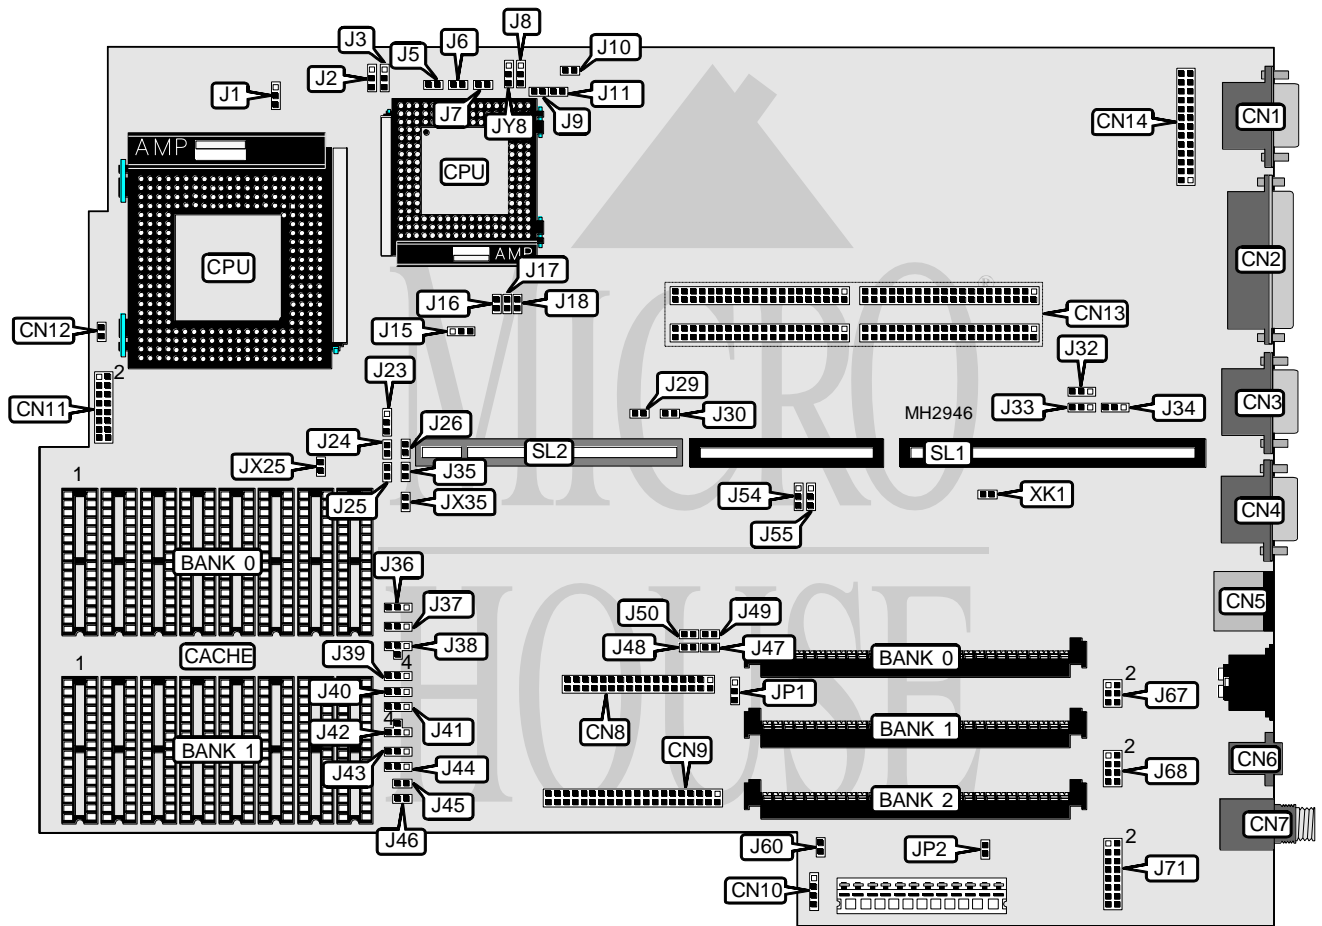 J8
J3
J6
J5
J10
J2
J1
J7
JY8
J9
J11
CN14
CN1
AMP
CPU
CPU
AMP
J17
J16
J18
J15
CN2
CN13
CN12
2
CN11
J23
J32
J29
J30
MH2946
J33
J34
CN3
J24
J26
SL2
SL1
JX25
J35
1
J25
JX35
J54
J55
XK1
CN4
MICRO
®
HOUSE
BANK 0
J36
J37
J50
J49
CN5
J48
J47
CACHE
J38
1
J39
4
BANK 0
J40
JP1
2
J67
J41
CN8
4
J42
BANK 1
BANK 1
J43
J44
CN9
2
J68
CN6
J45
BANK 2
J46
CN7
J60
JP2
2
J71
CN10